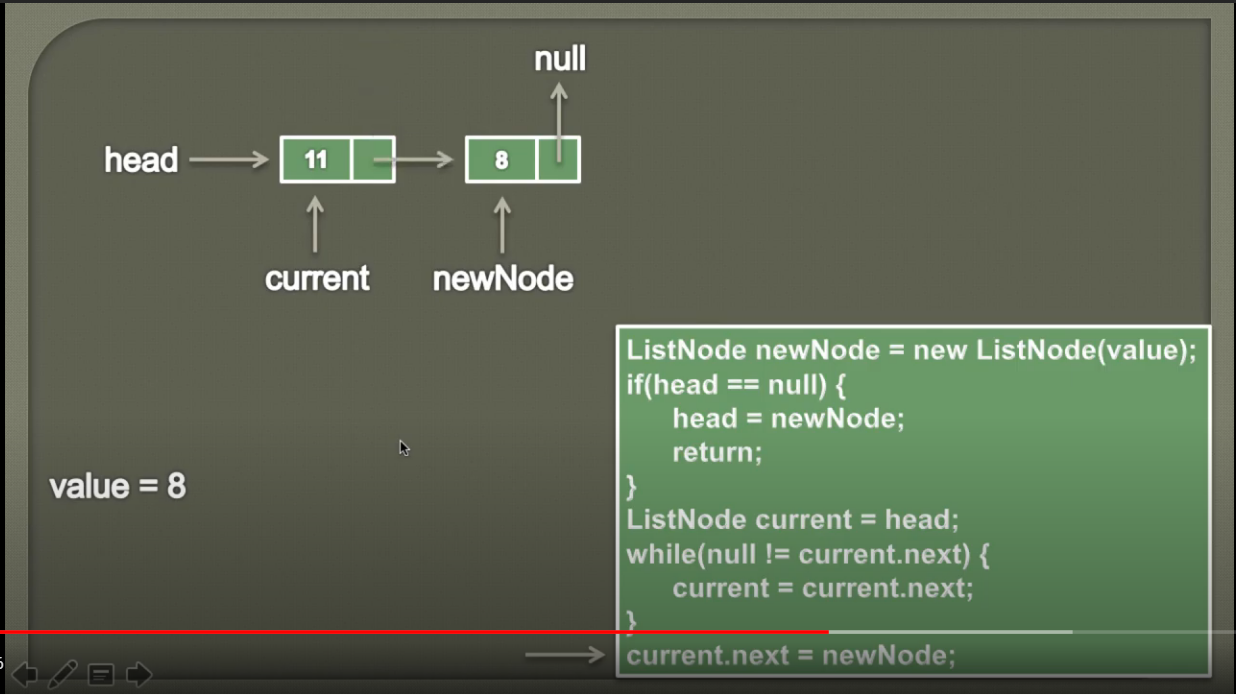 null
head
11
8
current
newNode
value = 8
ListNode newNode = new ListNode(value);
if(head == null) {
head = newNode;
return;
}
ListNode current = head;
while(null != current.next) {
current = current.next;
}
current.next = newNode;